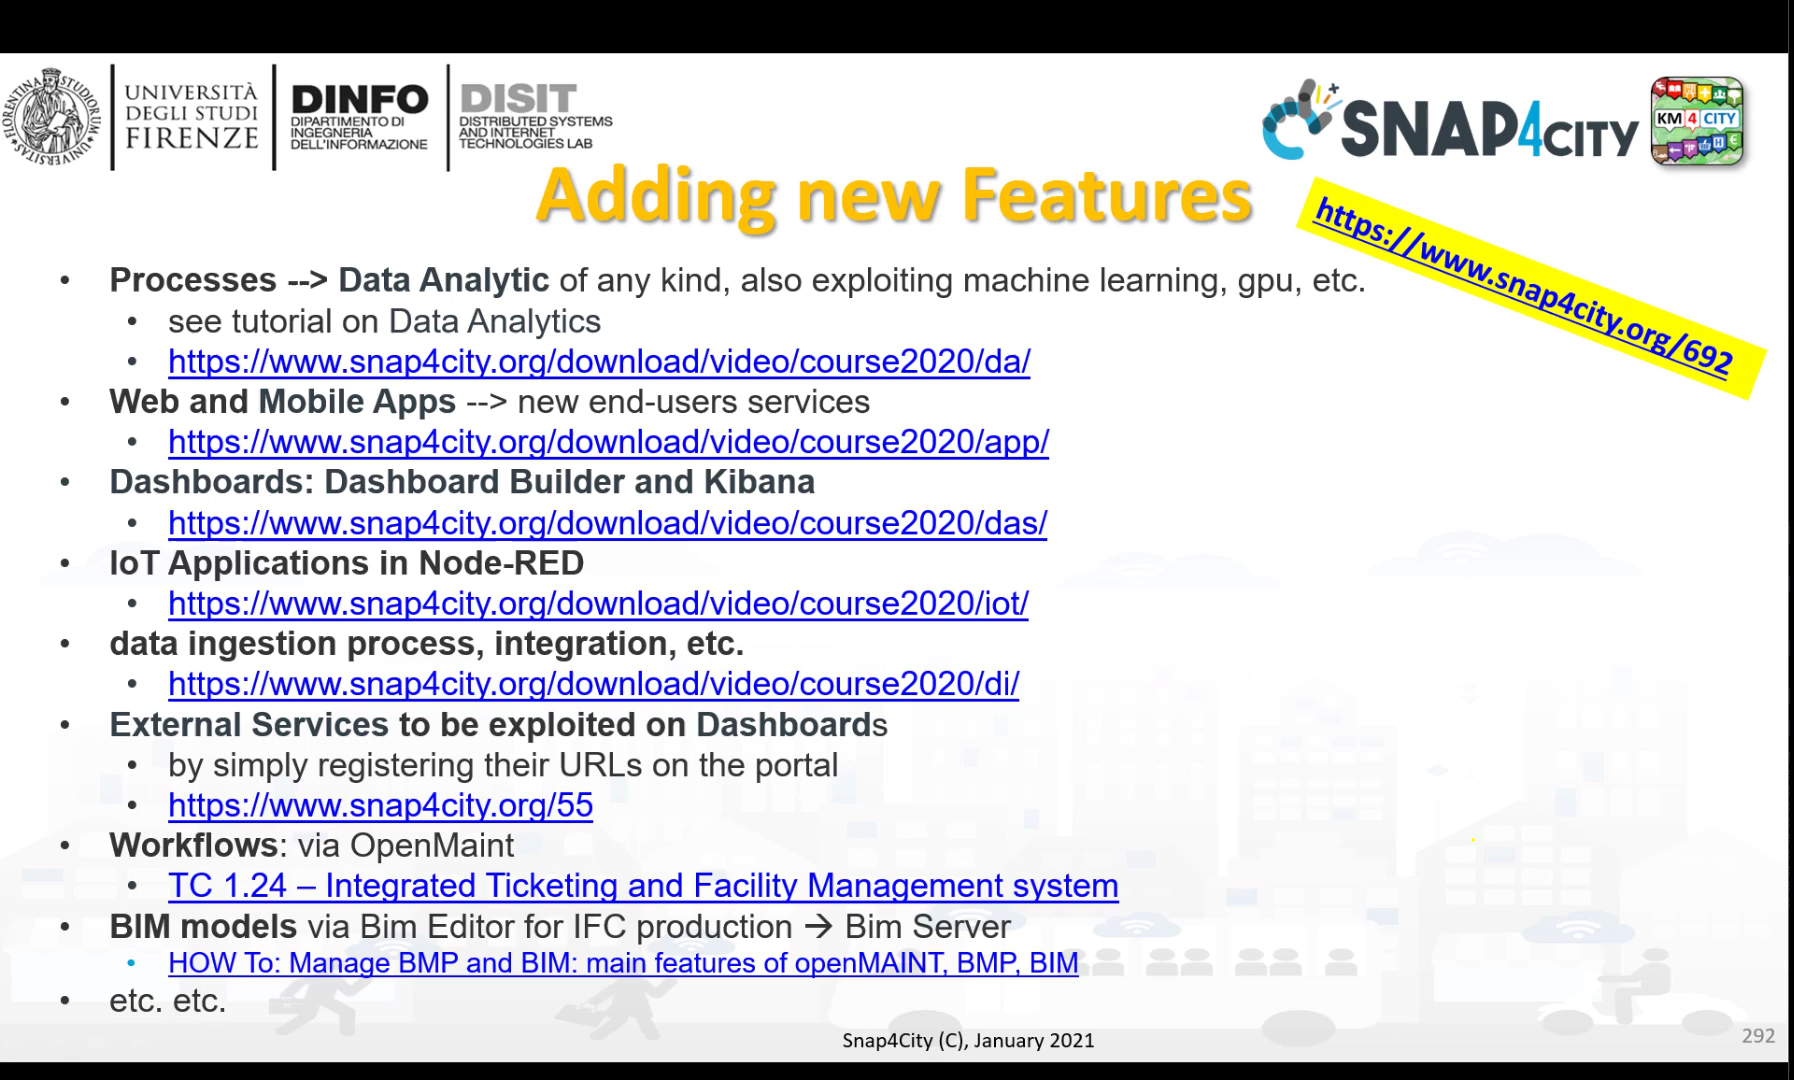 UNIVERSITÀ
DEGLI STUDI
FIRENZE
DINFO
DIPARTIMENTO DI
INGEGNERIA
DELL'INFORMAZIONE
DISIT
DISTRIBUTED SYSTEMS
AND INTERNET
TECHNOLOGIES LAB
SNAP4CITY
KM 4 CITY
Adding new Features
https://www.snap4city.org/692
• Processes --> Data Analytic of any kind, also exploiting machine learning, gpu, etc.
• see tutorial on Data Analytics
• https://www.snap4city.org/download/video/course2020/da/
• Web and Mobile Apps --> new end-users services
• https://www.snap4city.org/download/video/course2020/app/
• Dashboards: Dashboard Builder and Kibana
• https://www.snap4city.org/download/video/course2020/das/
• IoT Applications in Node-RED
• https://www.snap4city.org/download/video/course2020/iot/
• data ingestion process, integration, etc.
• https://www.snap4city.org/download/video/course2020/di/
• External Services to be exploited on Dashboards
• by simply registering their URLs on the portal
• https://www.snap4city.org/55
• Workflows: via OpenMaint
• TC 1.24 – Integrated Ticketing and Facility Management system
• BIM models via Bim Editor for IFC production → Bim Server
• HOW To: Manage BMP and BIM: main features of openMAINT, BMP, BIM
• etc. etc.
Snap4City (C), January 2021
292